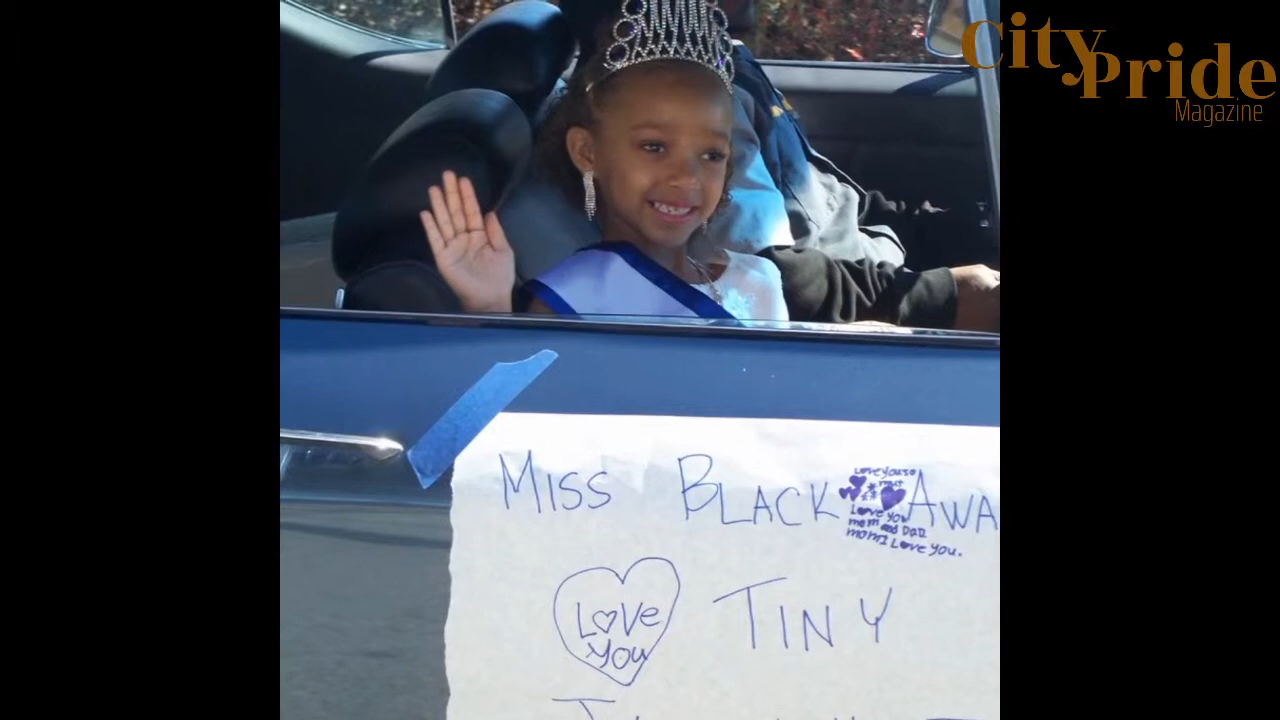 City
Pride
Magazine
MISS BLACK AWA
Love you so
much
Love you
mom and Dad
mom I Love you.
LOVE
you
TINY